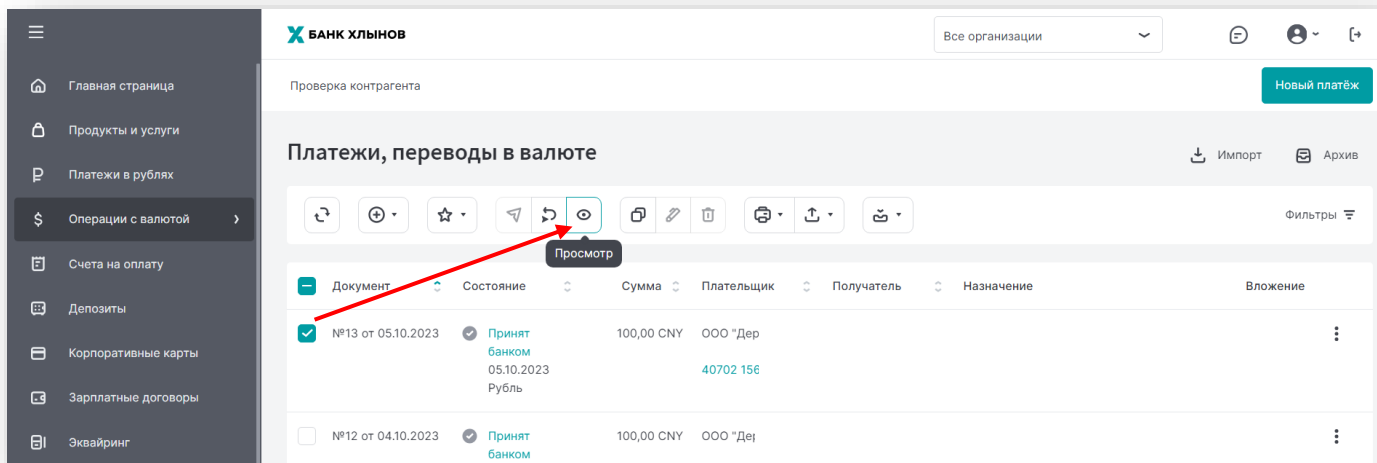 БАНК ХЛЫНОВ
Все организации
Главная страница
Проверка контрагента
Новый платёж
Продукты и услуги
Платежи, переводы в валюте
Импорт
Архив
Платежи в рублях
Операции с валютой
Фильтры
Просмотр
Счета на оплату
Документ Состояние Сумма Плательщик Получатель Назначение Вложение
Депозиты
№13 от 05.10.2023 Принят 100,00 CNY ООО "Дер
банком
Корпоративные карты
05.10.2023 40702 156
Рубль
Зарплатные договоры
Эквайринг
№12 от 04.10.2023 Принят 100,00 CNY ООО "Дер
банком